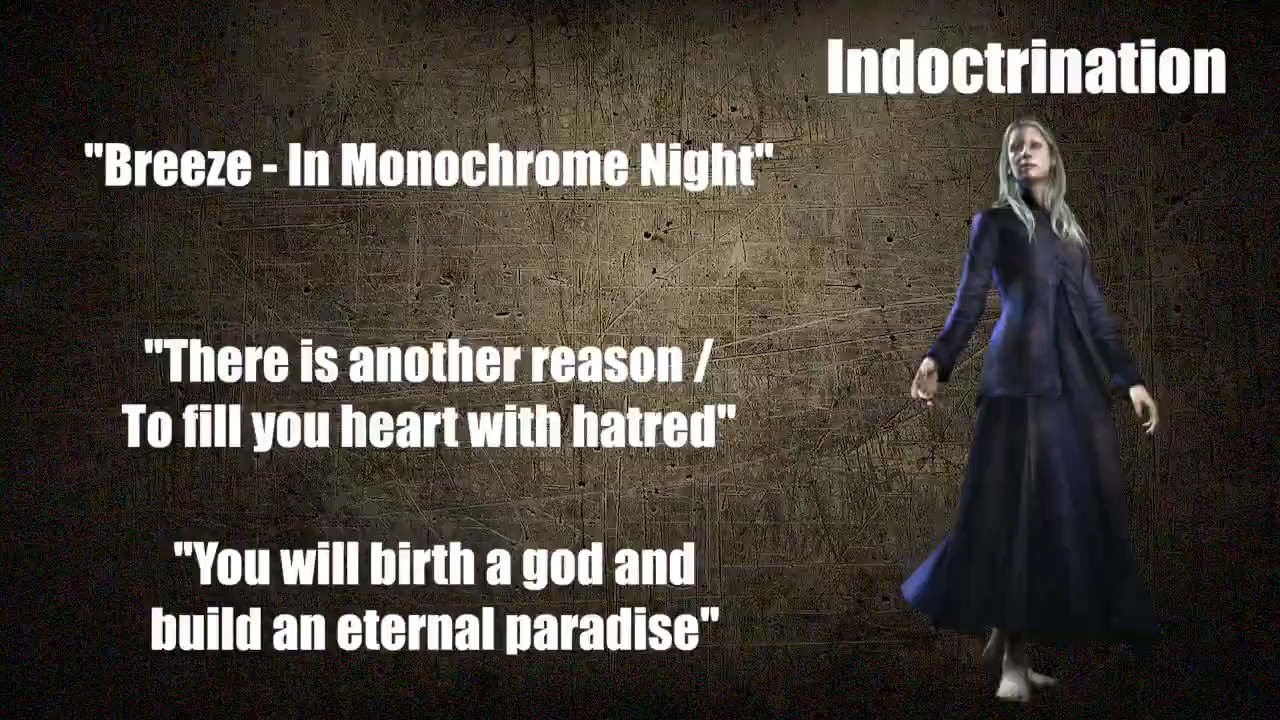 Indoctrination
"Breeze - In Monochrome Night"
"There is another reason /
To fill you heart with hatred"
"You will birth a god and
build an eternal paradise"